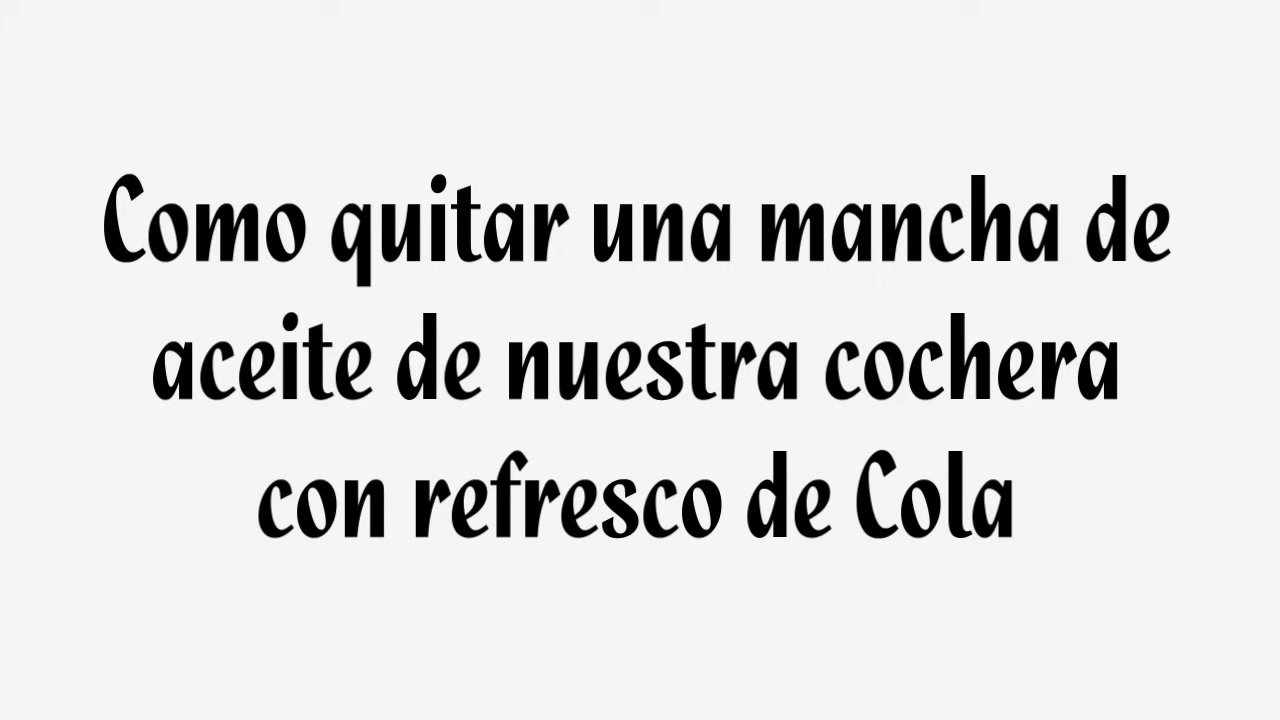 Como quitar una mancha de
aceite de nuestra cochera
con refresco de Cola